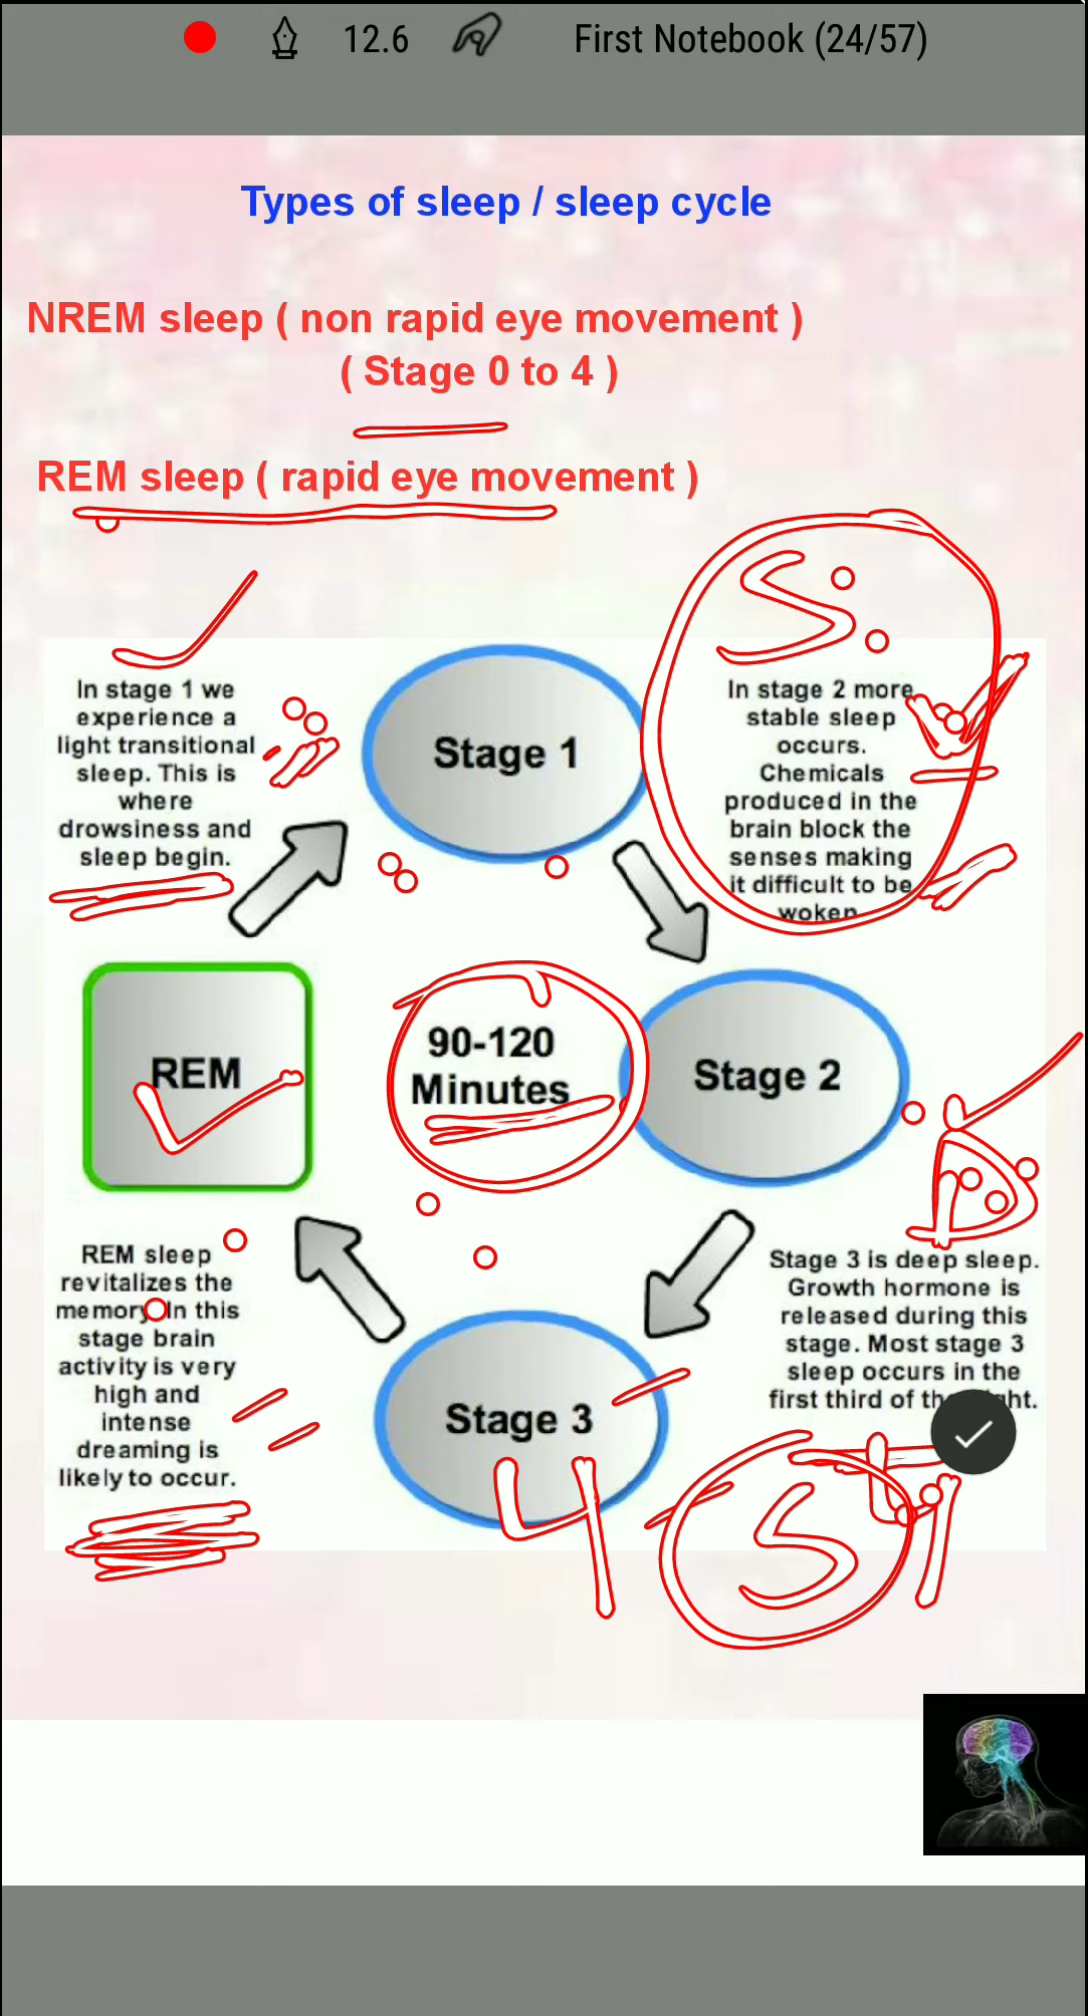 12.6 First Notebook (24/57)
Types of sleep / sleep cycle
NREM sleep ( non rapid eye movement )
( Stage 0 to 4 )
REM sleep ( rapid eye movement )
S.
In stage 1 we
experience a
light transitional
sleep. This is
where
drowsiness and
sleep begin.
Stage 1
In stage 2 more
stable sleep
occurs.
Chemicals
produced in the
brain block the
senses making
it difficult to be
woken
REM
90-120
Minutes
Stage 2
D
REM sleep
revitalizes the
memory In this
stage brain
activity is very
high and
intense
dreaming is
likely to occur.
Stage 3
4
Stage 3 is deep sleep.
Growth hormone is
released during this
stage. Most stage 3
sleep occurs in the
first third of
S